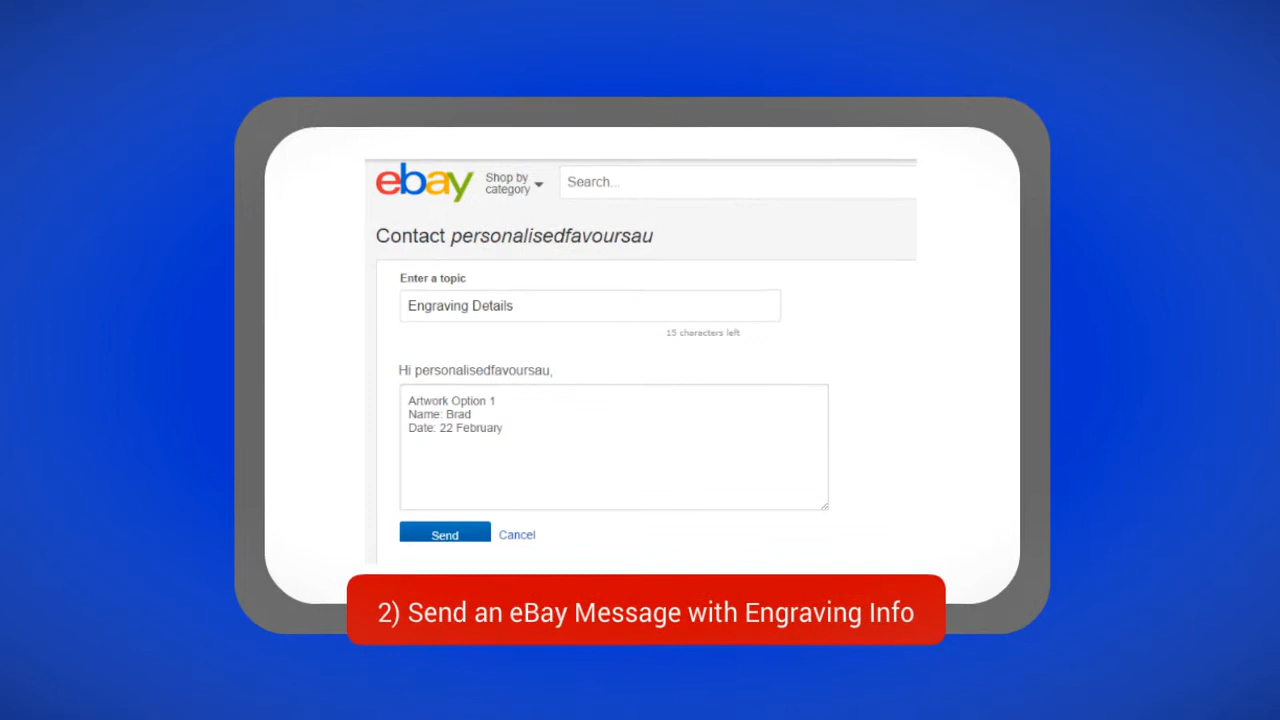 ebay
Shop by
category
Search...
Contact personalisedfavoursau
Enter a topic
Engraving Details
15 characters left
Hi personalisedfavoursau,
Artwork Option 1
Name: Brad
Date: 22 February
Send Cancel
2) Send an eBay Message with Engraving Info